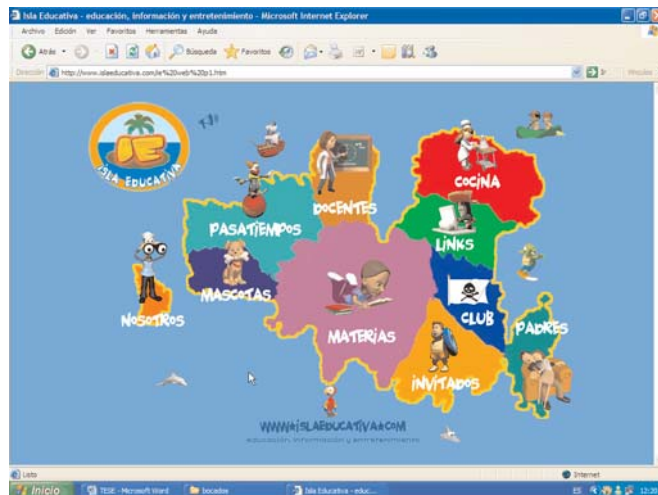 Isla Educativa - educación, información y entretenimiento - Microsoft Internet Explorer
Archivo Edición Ver Favoritos Herramientas Ayuda
Atrás Búsqueda Favoritos
Dirección http://www.islaeducativa.com/ie%20web%20p1.htm Ir Vínculos
IE
ISLA EDUCATIVA
DOCENTES
COCINA
PASATIEMPOS
LINKS
MASCOTAS
NOSOTROS
MATERIAS
CLUB
PADRES
INVITADOS
WWW.ISLAEDUCATIVA.COM
educación, información y entretenimiento
Listo Internet
Inicio TESE - Microsoft Word bocados Isla Educativa - educ... ES